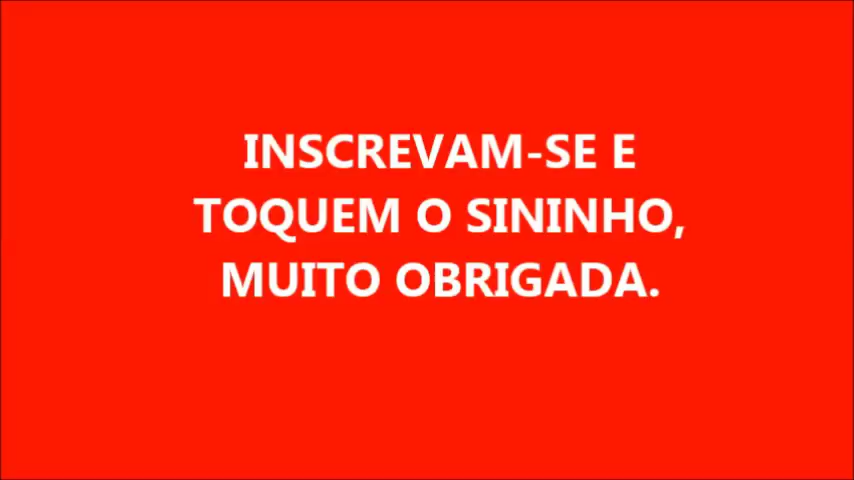 INSCREVAM-SE E
TOQUEM O SININHO,
MUITO OBRIGADA.